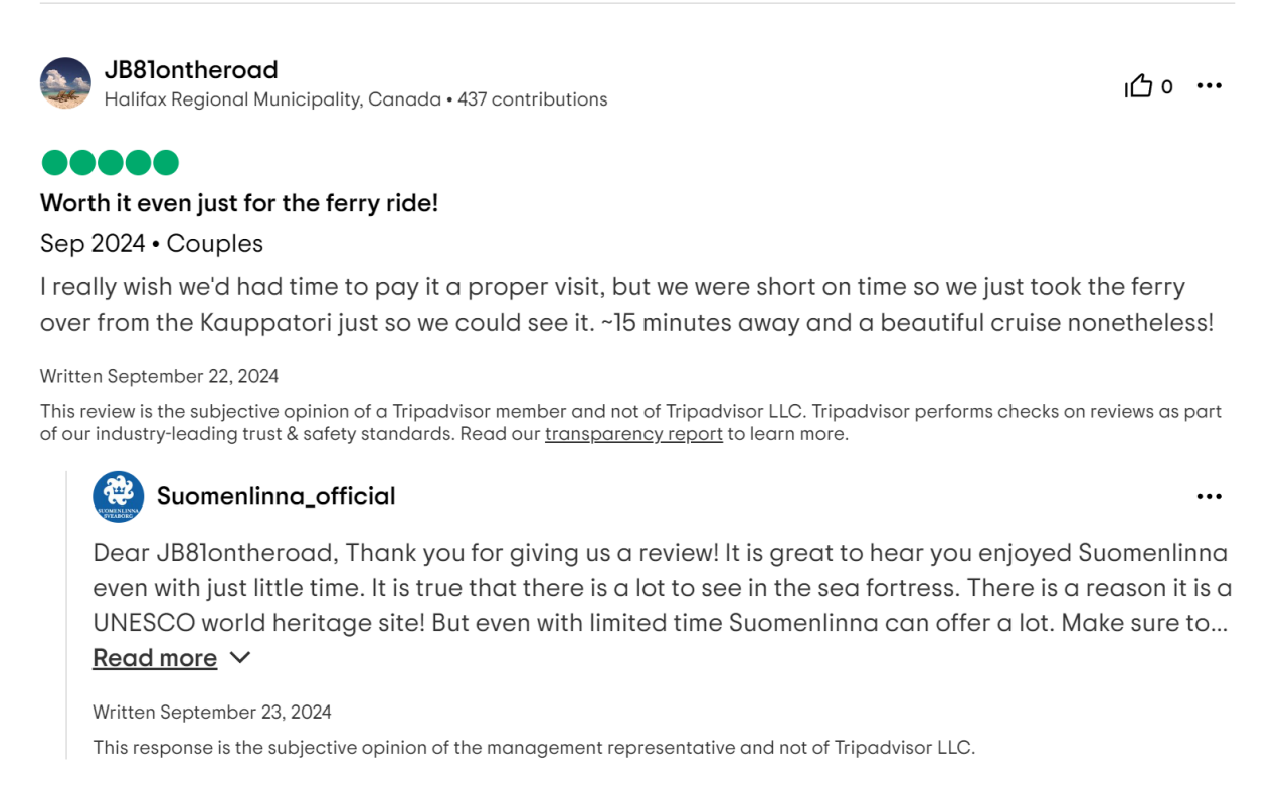 JB81ontheroad
Halifax Regional Municipality, Canada • 437 contributions
0
Worth it even just for the ferry ride!
Sep 2024 • Couples
I really wish we'd had time to pay it a proper visit, but we were short on time so we just took the ferry
over from the Kauppatori just so we could see it. ~15 minutes away and a beautiful cruise nonetheless!
Written September 22, 2024
This review is the subjective opinion of a Tripadvisor member and not of Tripadvisor LLC. Tripadvisor performs checks on reviews as part
of our industry-leading trust & safety standards. Read our transparency report to learn more.
SUOMENLINNA
SVEABORG
Suomenlinna_official
Dear JB81ontheroad, Thank you for giving us a review! It is great to hear you enjoyed Suomenlinna
even with just little time. It is true that there is a lot to see in the sea fortress. There is a reason it is a
UNESCO world heritage site! But even with limited time Suomenlinna can offer a lot. Make sure to...
Read more
Written September 23, 2024
This response is the subjective opinion of the management representative and not of Tripadvisor LLC.